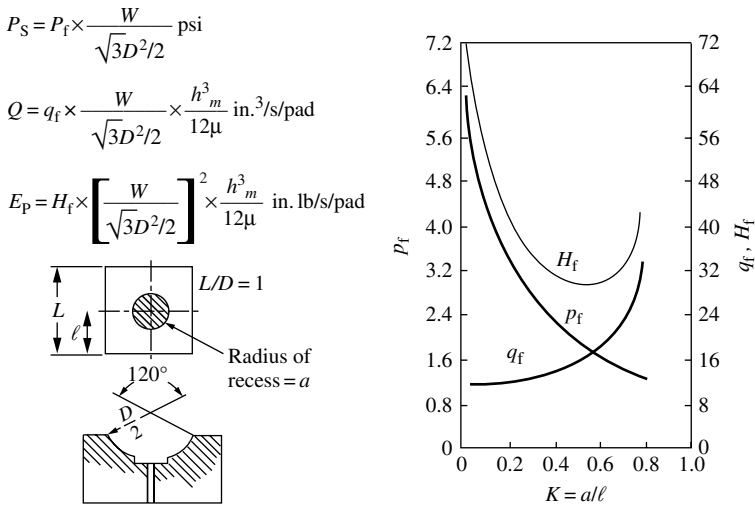 P_S = P_f × W / (√3D²/2) psi
Q = q_f × W / (√3D²/2) × h³_m / 12μ in.³/s/pad
E_P = H_f × [W / (√3D²/2)]² × h³_m / 12μ in. lb/s/pad
L/D = 1
L
ℓ
Radius of
recess = a
120°
D/2
7.2
6.4
5.6
4.8
4.0
3.2
2.4
1.6
0.8
0
p_f
72
64
56
48
40
32
24
16
8
0
q_f , H_f
H_f
p_f
q_f
0 0.2 0.4 0.6 0.8 1.0
K = a/ℓ